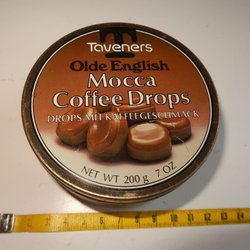 Taveners
Olde English
Mocca
Coffee Drops
DROPS MIT KAFFEEGESCHMACK
NET WT 200 g 7 OZ